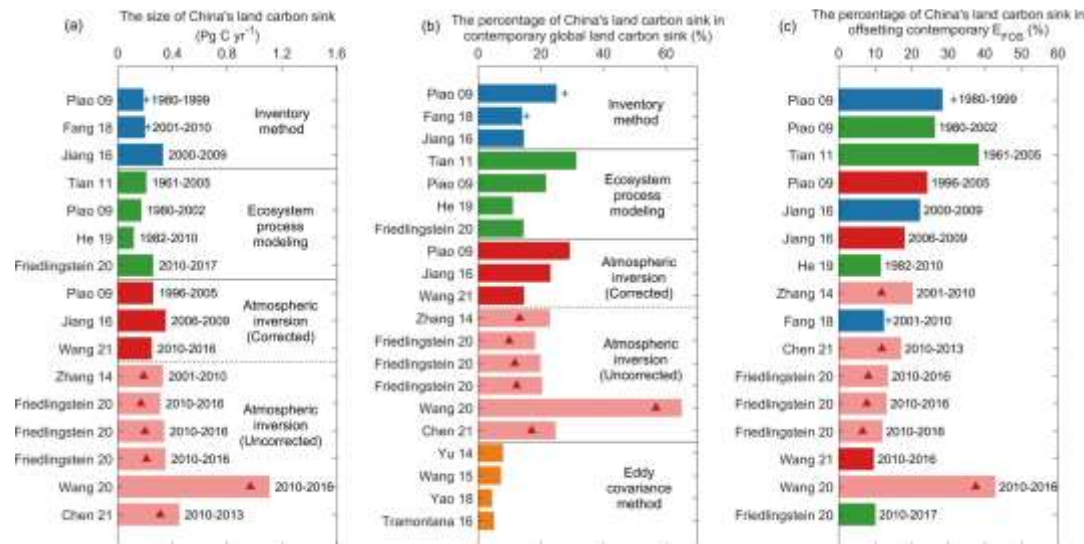 (a)
The size of China's land carbon sink
(Pg C yr⁻¹)
0 0.4 0.8 1.2 1.6
Piao 09 +1980-1999
Fang 18 +2001-2010
Jiang 16 2000-2009
Inventory
method
Tian 11 1961-2005
Piao 09 1980-2002
He 19 1982-2010
Friedlingstein 20 2010-2017
Ecosystem
process
modeling
Piao 09 1996-2005
Jiang 16 2006-2009
Wang 21 2010-2016
Atmospheric
inversion
(Corrected)
Zhang 14 2001-2010
Friedlingstein 20 2010-2016
Friedlingstein 20 2010-2016
Friedlingstein 20 2010-2016
Wang 20 2010-2016
Chen 21 2010-2013
Atmospheric
inversion
(Uncorrected)
(b)
The percentage of China's land carbon sink in
contemporary global land carbon sink (%)
0 20 40 60 80
Piao 09 +
Fang 18 +
Jiang 16
Inventory
method
Tian 11
Piao 09
He 19
Friedlingstein 20
Ecosystem
process
modeling
Piao 09
Jiang 16
Wang 21
Atmospheric
inversion
(Corrected)
Zhang 14
Friedlingstein 20
Friedlingstein 20
Friedlingstein 20
Wang 20
Chen 21
Atmospheric
inversion
(Uncorrected)
Yu 14
Wang 15
Yao 18
Tramontana 16
Eddy
covariance
method
(c)
The percentage of China's land carbon sink in
offsetting contemporary E_FOS (%)
0 10 20 30 40 50 60
Piao 09 +1980-1999
Piao 09 1980-2002
Tian 11 1961-2005
Piao 09 1996-2005
Jiang 16 2000-2009
Jiang 16 2006-2009
He 19 1982-2010
Zhang 14 2001-2010
Fang 18 +2001-2010
Chen 21 2010-2013
Friedlingstein 20 2010-2016
Friedlingstein 20 2010-2016
Friedlingstein 20 2010-2016
Wang 21 2010-2016
Wang 20 2010-2016
Friedlingstein 20 2010-2017